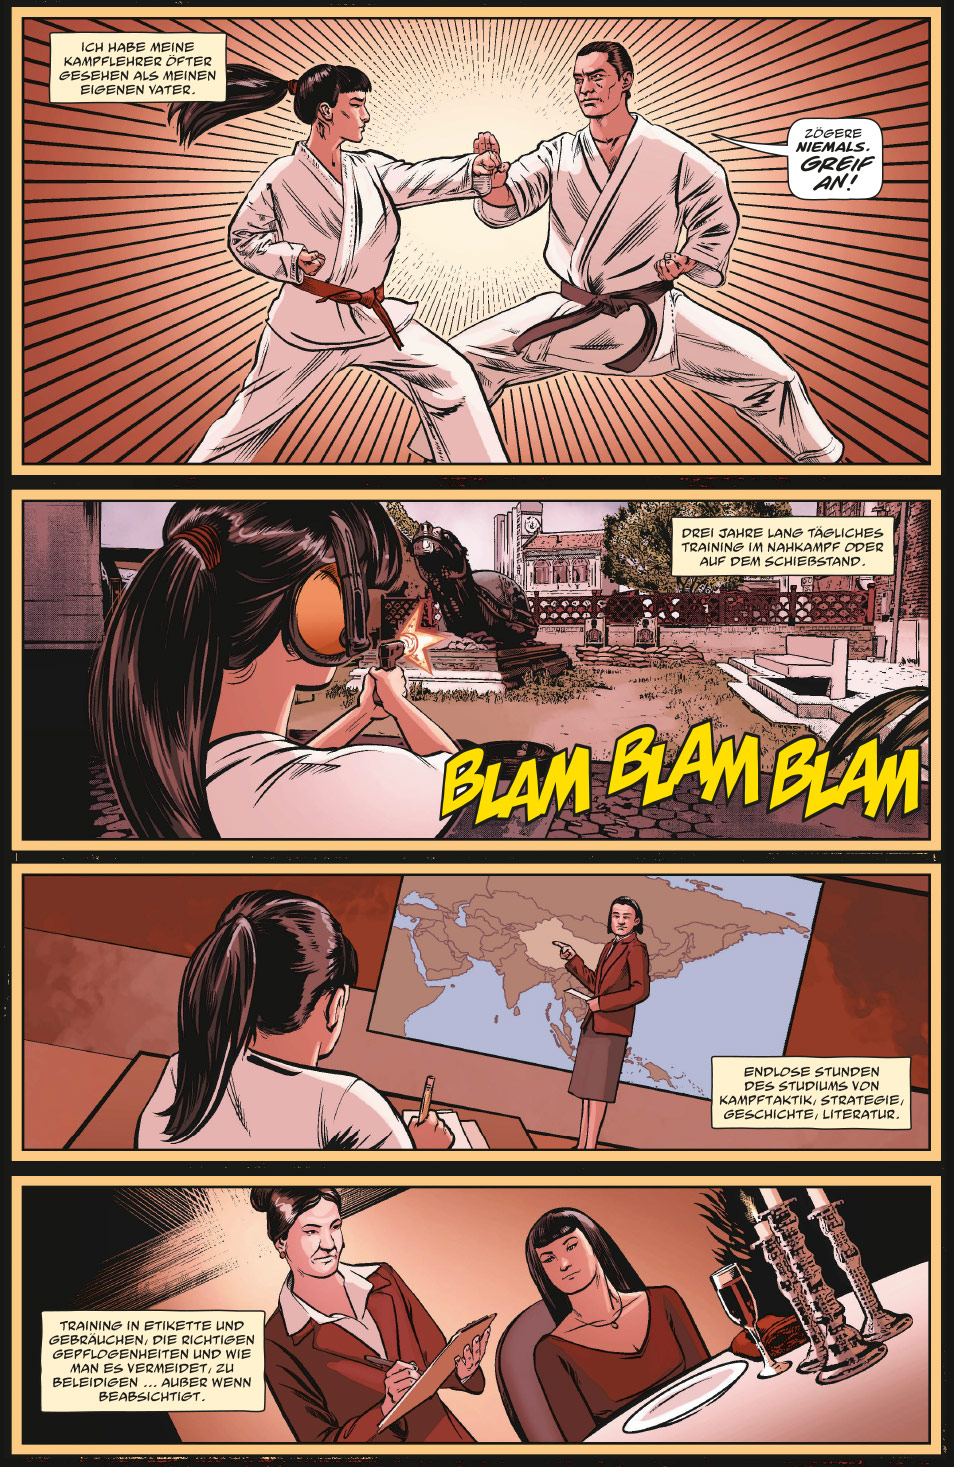 ICH HABE MEINE
KAMPFLEHRER ÖFTER
GESEHEN ALS MEINEN
EIGENEN VATER.
ZÖGERE
NIEMALS.
GREIF
AN!
DREI JAHRE LANG TÄGLICHES
TRAINING IM NAHKAMPF ODER
AUF DEM SCHIEßSTAND.
BLAM BLAM BLAM
ENDLOSE STUNDEN
DES STUDIUMS VON
KAMPFTAKTIK, STRATEGIE,
GESCHICHTE, LITERATUR.
TRAINING IN ETIKETTE UND
GEBRÄUCHEN, DIE RICHTIGEN
GEPFLOGENHEITEN UND WIE
MAN ES VERMEIDET, ZU
BELEIDIGEN ... AUßER WENN
BEABSICHTIGT.